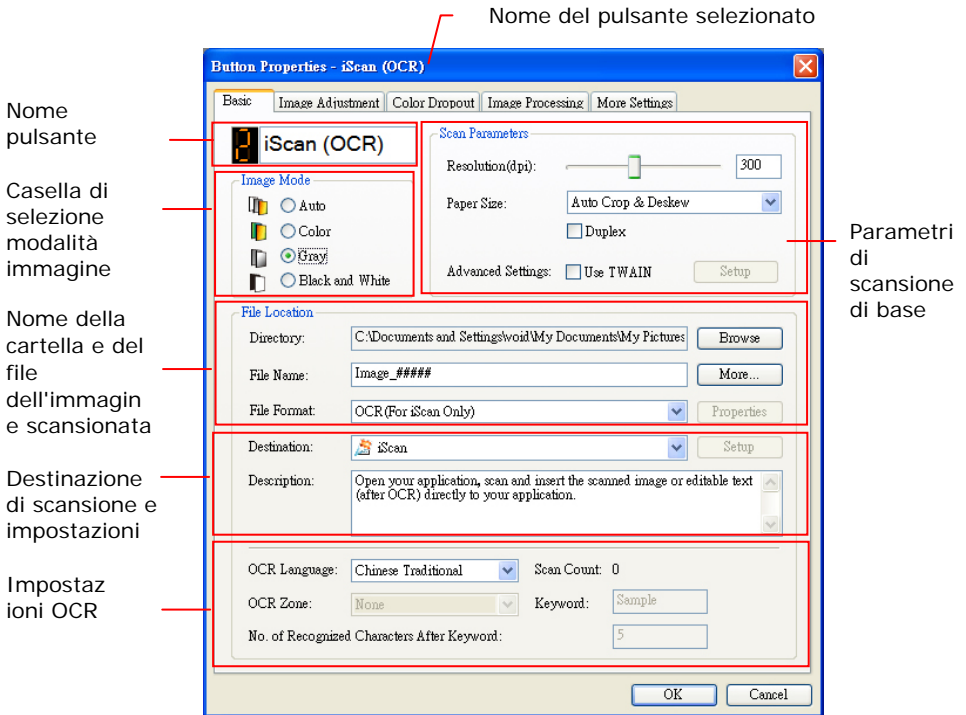 Nome del pulsante selezionato
Button Properties - iScan (OCR)
Basic Image Adjustment Color Dropout Image Processing More Settings
Nome
pulsante
2 iScan (OCR)
Casella di
selezione
modalità
immagine
Image Mode
Auto
Color
Gray
Black and White
Scan Parameters
Resolution(dpi): 300
Paper Size: Auto Crop & Deskew
Duplex
Advanced Settings: Use TWAIN Setup
Parametri
di
scansione
di base
Nome della
cartella e del
file
dell'immagin
e scansionata
File Location
Directory: C:\Documents and Settings\void\My Documents\My Pictures Browse
File Name: Image_##### More...
File Format: OCR(For iScan Only) Properties
Destinazione
di scansione e
impostazioni
Destination: iScan Setup
Description: Open your application, scan and insert the scanned image or editable text
(after OCR) directly to your application.
Impostaz
ioni OCR
OCR Language: Chinese Traditional Scan Count: 0
OCR Zone: None Keyword: Sample
No. of Recognized Characters After Keyword: 5
OK Cancel